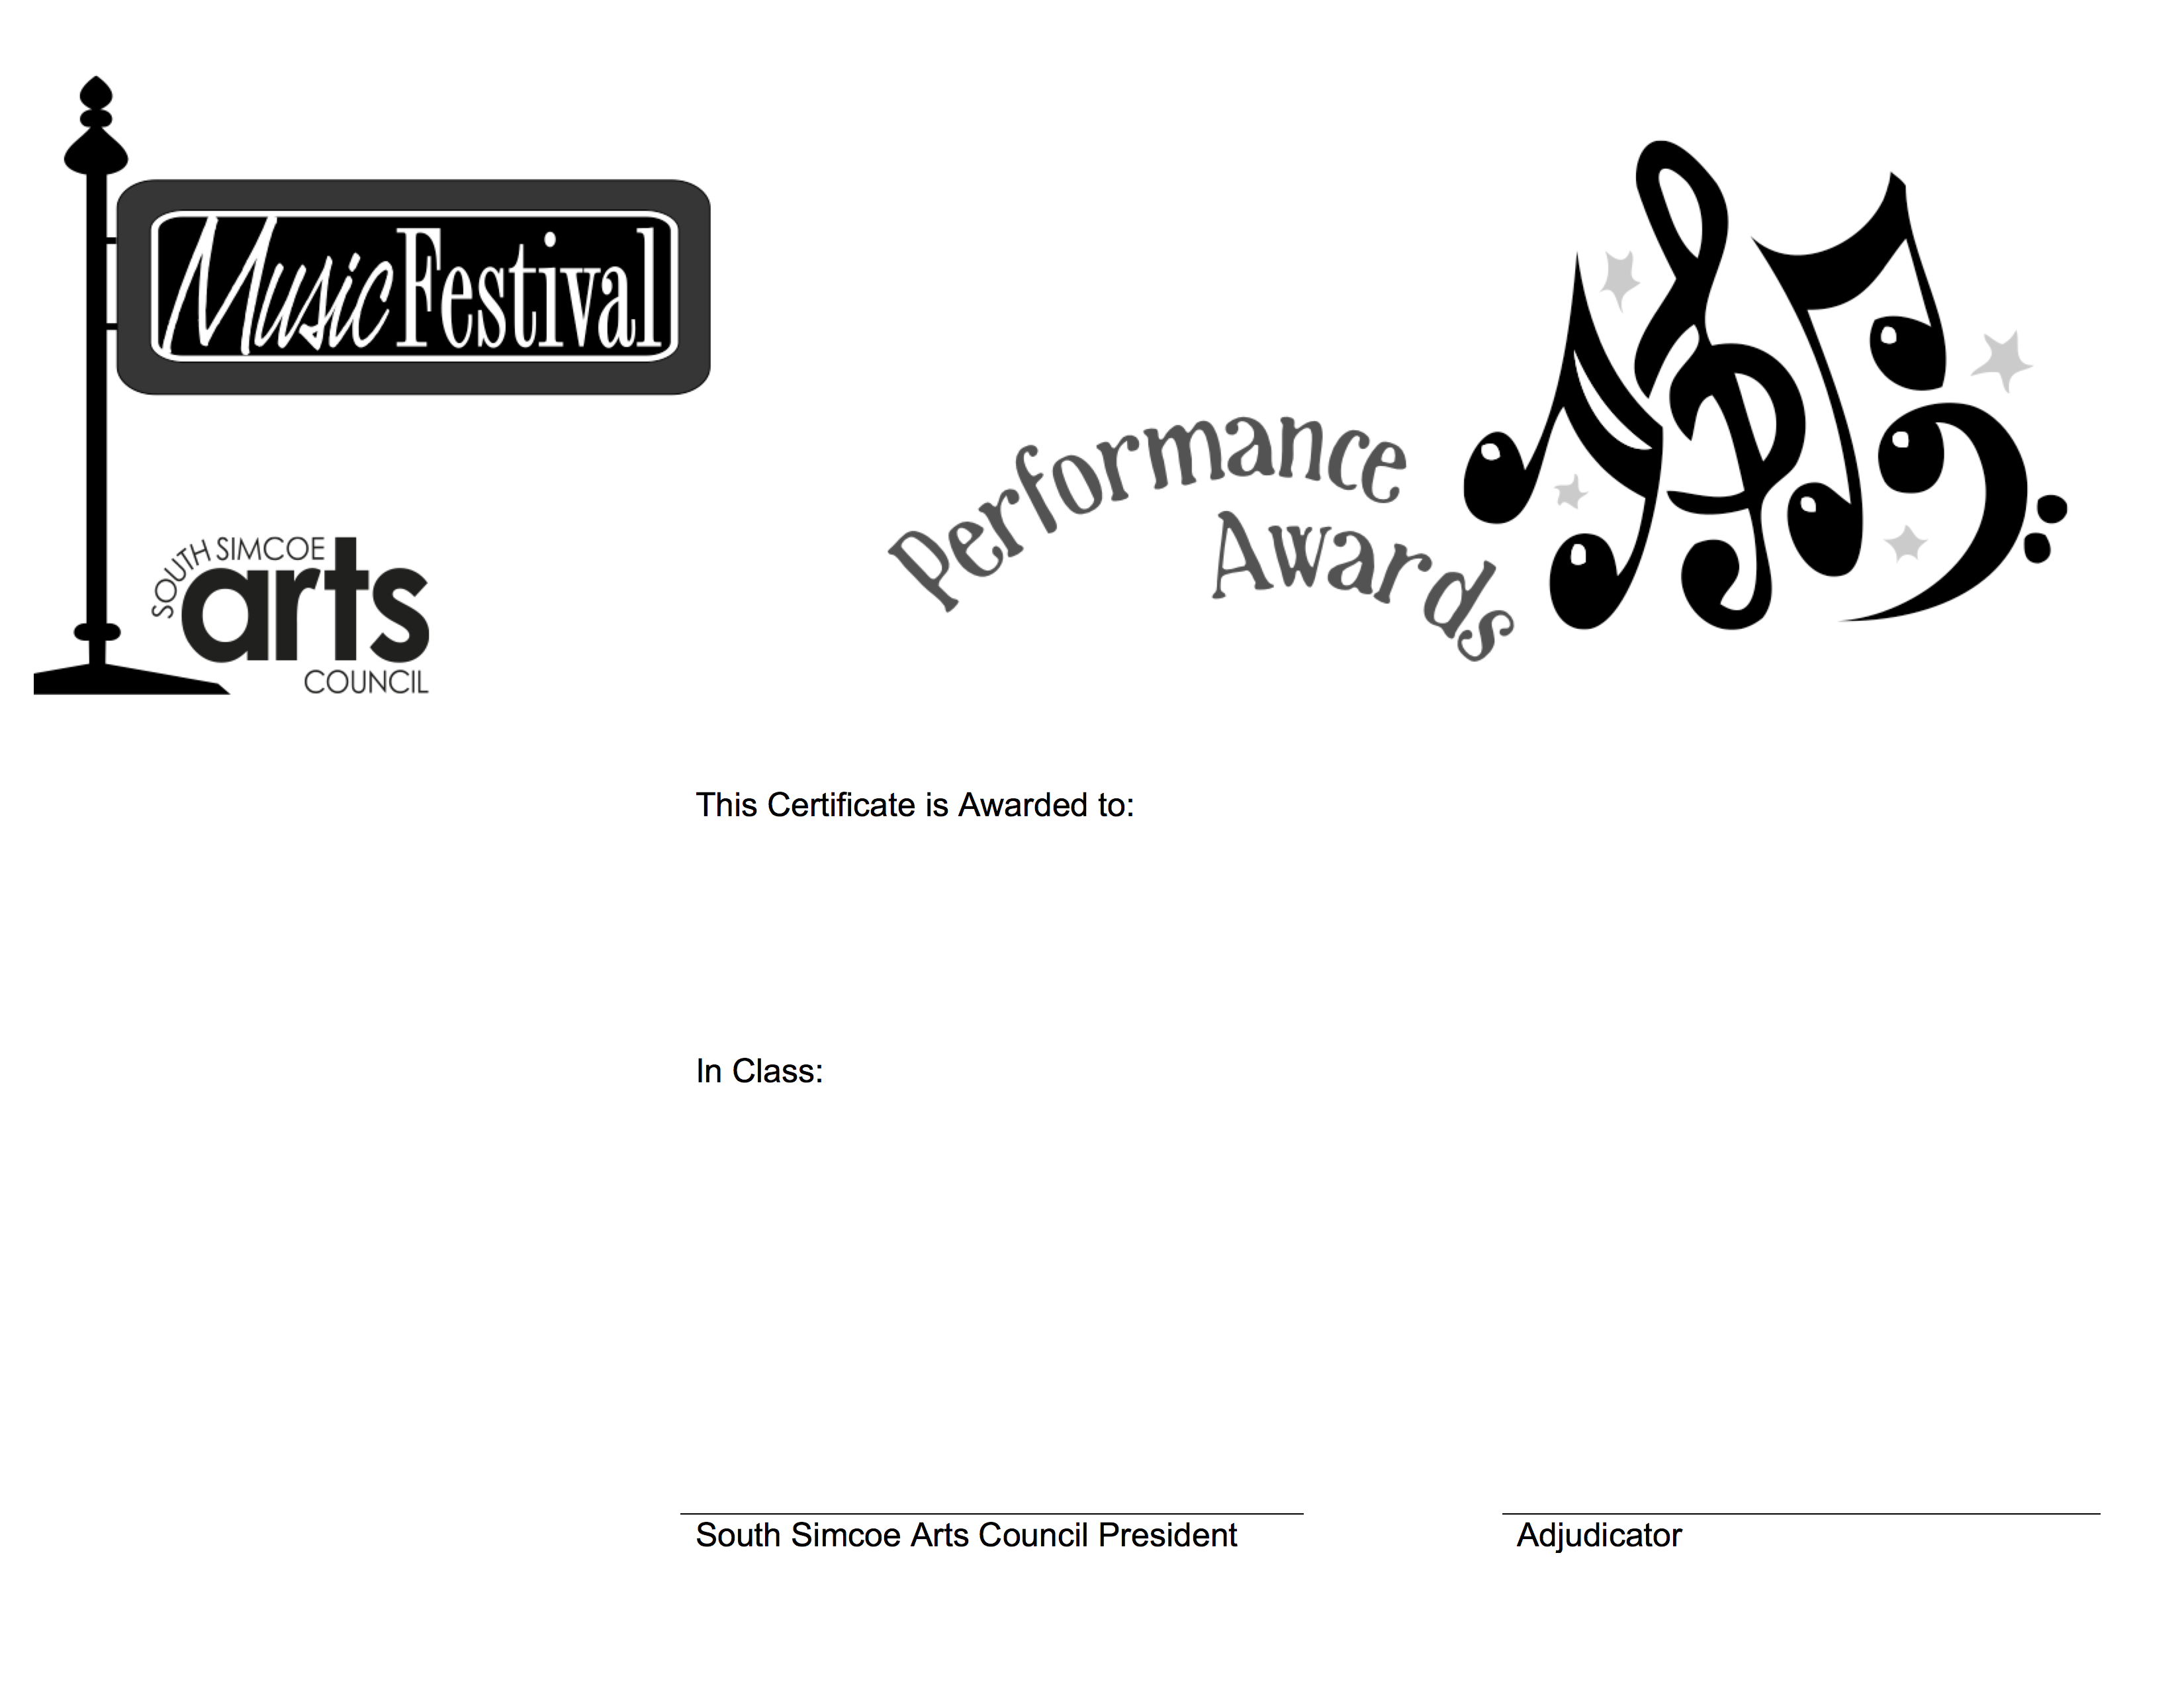 Music Festival
SOUTH SIMCOE
arts
COUNCIL
Performance
Awards
This Certificate is Awarded to:
In Class:
South Simcoe Arts Council President
Adjudicator